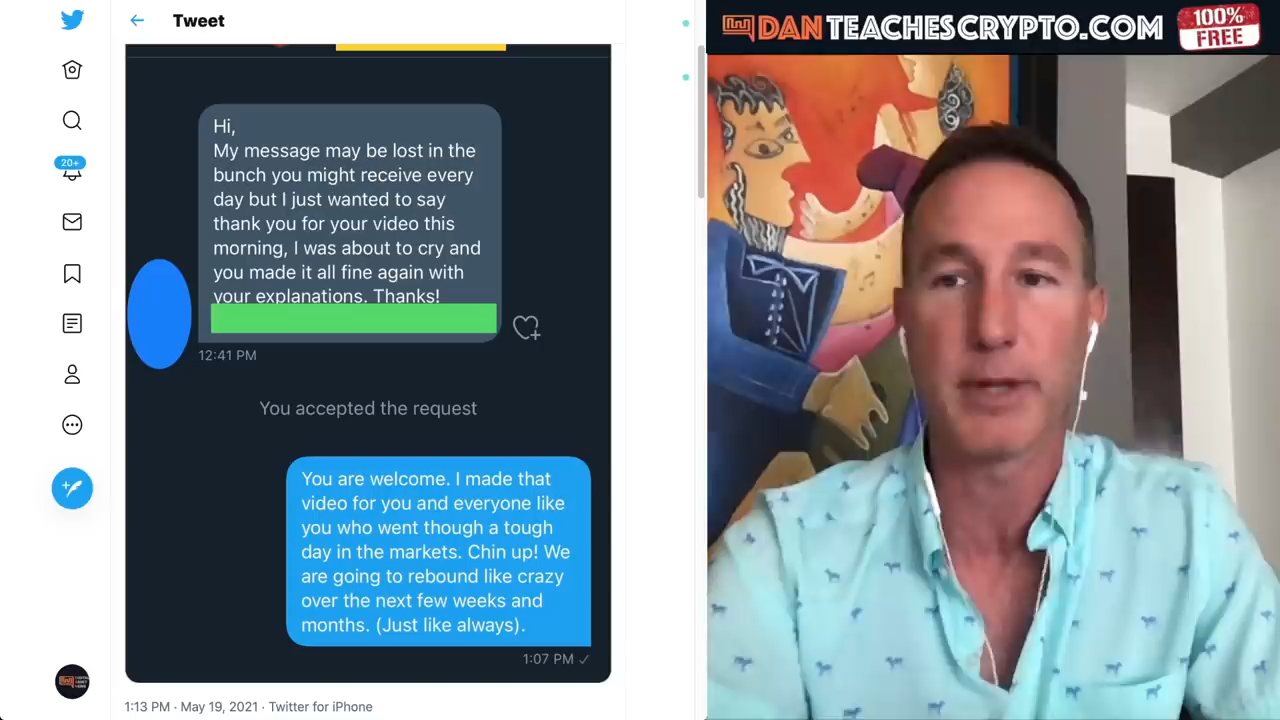 Tweet
20+
Hi,
My message may be lost in the
bunch you might receive every
day but I just wanted to say
thank you for your video this
morning, I was about to cry and
you made it all fine again with
your explanations. Thanks!
12:41 PM
You accepted the request
You are welcome. I made that
video for you and everyone like
you who went though a tough
day in the markets. Chin up! We
are going to rebound like crazy
over the next few weeks and
months. (Just like always).
1:07 PM
1:13 PM · May 19, 2021 · Twitter for iPhone
DANTEACHESCRYPTO.COM
100%
FREE